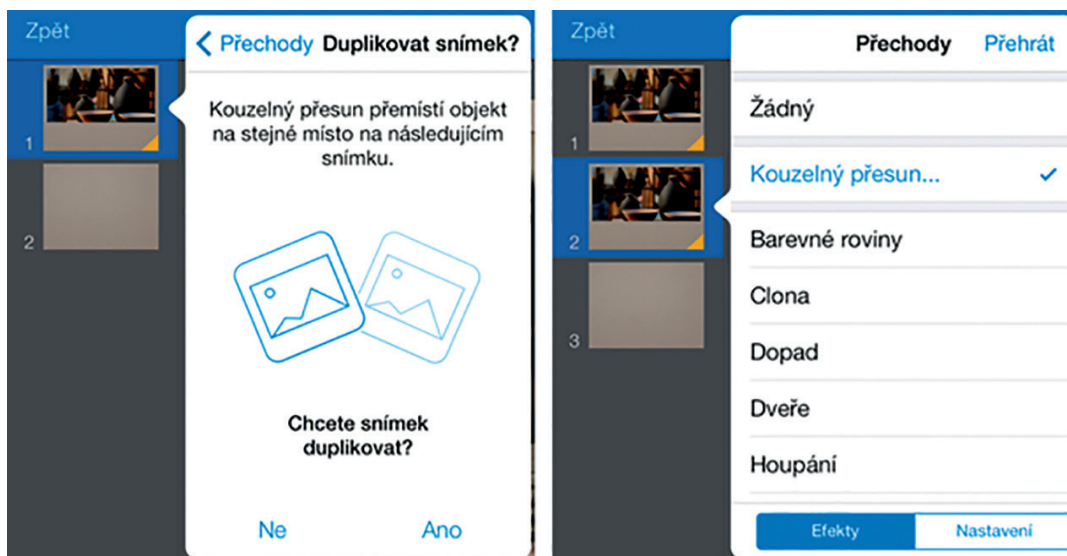 Zpět
Přechody Duplikovat snímek?
Kouzelný přesun přemístí objekt
na stejné místo na následujícím
snímku.
1
2
Chcete snímek
duplikovat?
Ne Ano
Zpět
Přechody Přehrát
Žádný
1
Kouzelný přesun...
2
Barevné roviny
Clona
3
Dopad
Dveře
Houpání
Efekty Nastavení